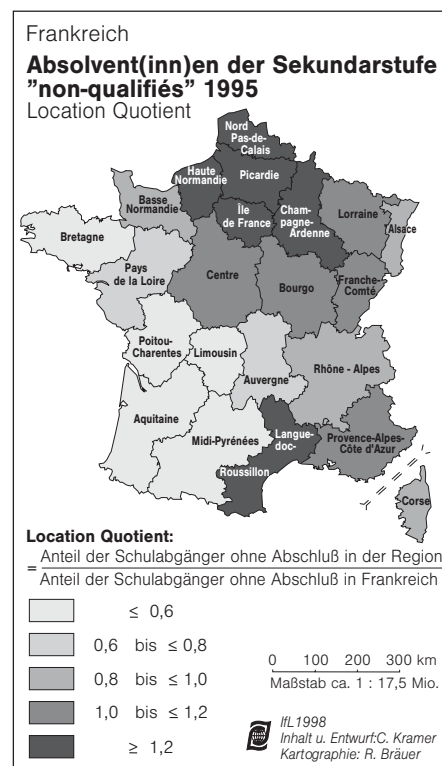 Frankreich
Absolvent(inn)en der Sekundarstufe
"non-qualifiés" 1995
Location Quotient
Nord
Pas-de-
Calais
Haute
Normandie
Picardie
Basse
Normandie
Île
de France
Cham-
pagne-
Ardenne
Lorraine
Alsace
Bretagne
Pays
de la Loire
Centre
Bourgo
Franche-
Comté
Poitou-
Charentes
Limousin
Auvergne
Rhône - Alpes
Aquitaine
Midi-Pyrénées
Langue-
doc-
Roussillon
Provence-Alpes-
Côte d'Azur
Corse
Location Quotient:
= Anteil der Schulabgänger ohne Abschluß in der Region
Anteil der Schulabgänger ohne Abschluß in Frankreich
≤ 0,6
0,6 bis ≤ 0,8
0,8 bis ≤ 1,0
1,0 bis ≤ 1,2
≥ 1,2
0 100 200 300 km
Maßstab ca. 1 : 17,5 Mio.
IfL1998
Inhalt u. Entwurf:C. Kramer
Kartographie: R. Bräuer